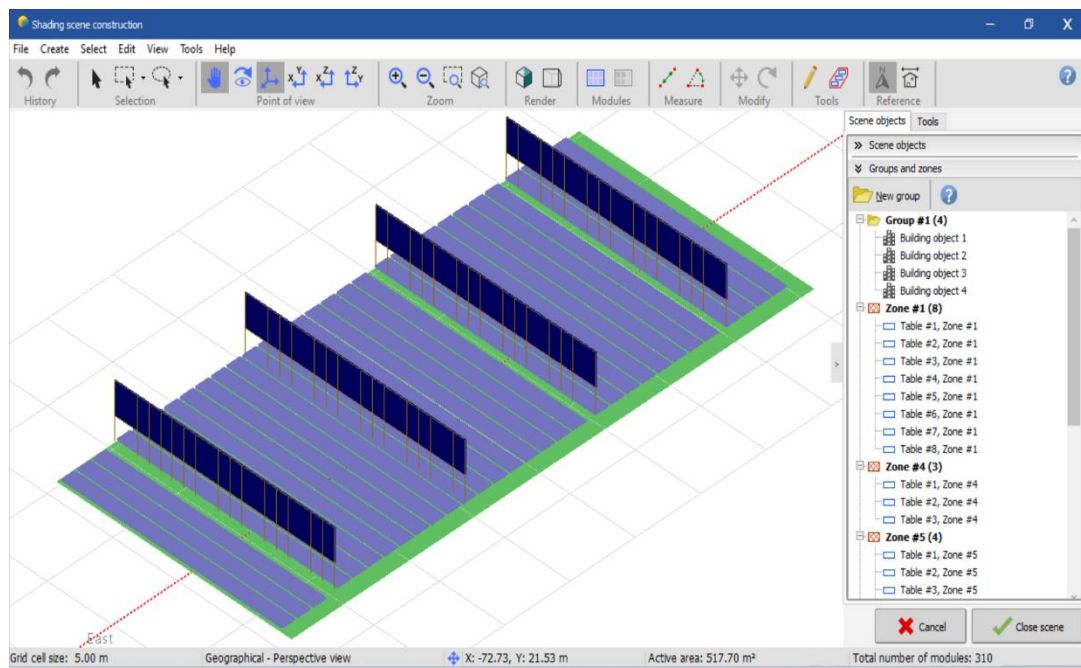 Shading scene construction
File Create Select Edit View Tools Help
History Selection Point of view Zoom Render Modules Measure Modify Tools Reference
Scene objects Tools
Scene objects
Groups and zones
New group
Group #1 (4)
Building object 1
Building object 2
Building object 3
Building object 4
Zone #1 (8)
Table #1, Zone #1
Table #2, Zone #1
Table #3, Zone #1
Table #4, Zone #1
Table #5, Zone #1
Table #6, Zone #1
Table #7, Zone #1
Table #8, Zone #1
Zone #4 (3)
Table #1, Zone #4
Table #2, Zone #4
Table #3, Zone #4
Zone #5 (4)
Table #1, Zone #5
Table #2, Zone #5
Table #3, Zone #5
East
Cancel Close scene
Grid cell size: 5.00 m Geographical - Perspective view X: -72.73, Y: 21.53 m Active area: 517.70 m² Total number of modules: 310